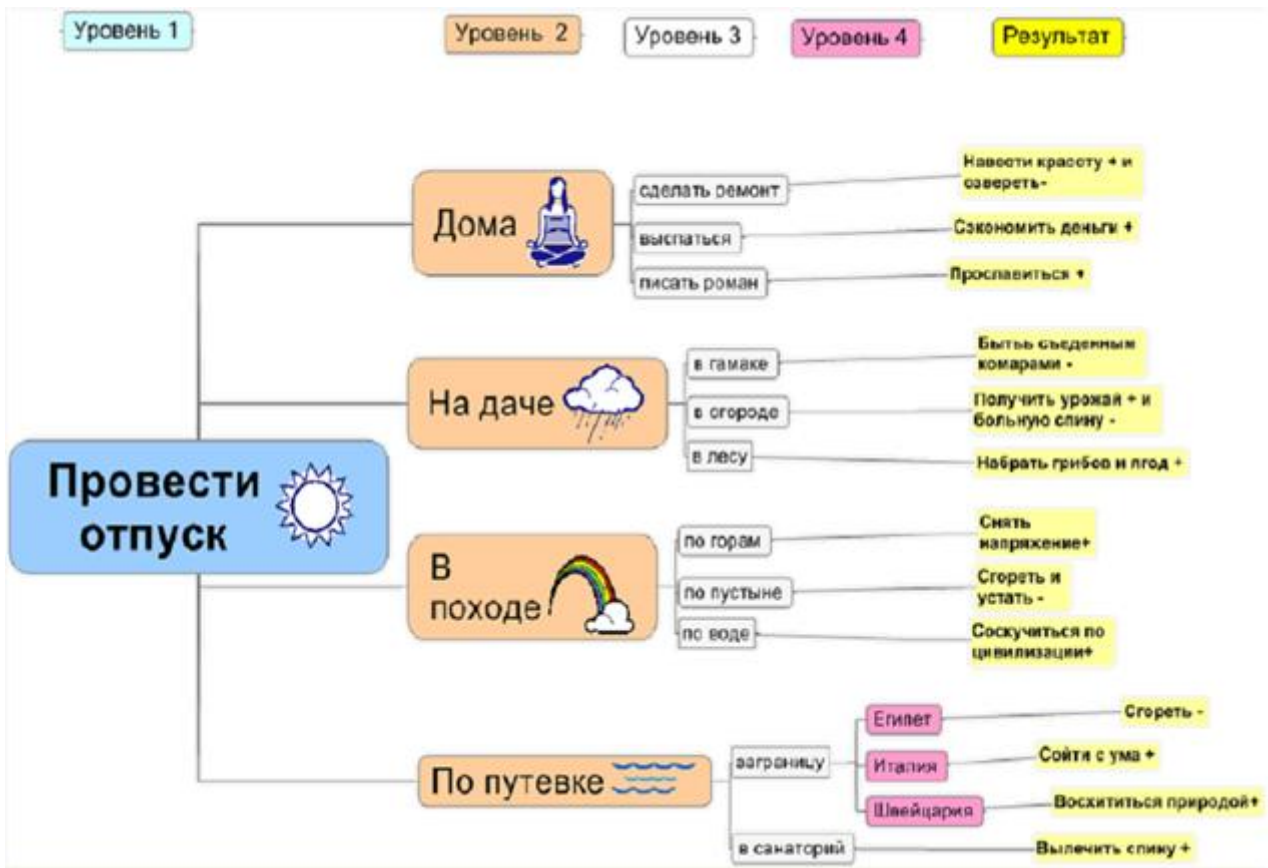 Уровень 1
Уровень 2
Уровень 3
Уровень 4
Результат
Провести
отпуск
Дома
сделать ремонт
Навести красоту + и
озвереть-
выспаться
Сэкономить деньги +
писать роман
Прославиться +
На даче
в гамаке
Бытьь съеденным
комарами -
в огороде
Получить урожай + и
больную спину -
в лесу
Набрать грибов и ягод +
В
походе
по горам
Снять
напряжение+
по пустыне
Сгореть и
устать -
по воде
Соскучиться по
цивилизации+
По путевке
заграницу
Египет
Сгореть -
Италия
Сойти с ума +
Швейцария
Восхититься природой+
в санаторий
Вылечить спину +